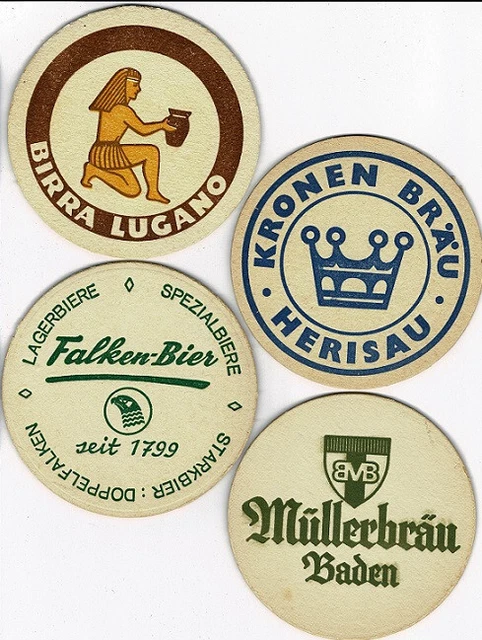 BIRRA LUGANO
KRONEN BRÄU
· HERISAU ·
LAGERBIERE ◊ SPEZIALBIERE ◊
STARKBIER: DOPPELFALKEN ◊
Falken-Bier
seit 1799
BMB
Müllerbräu
Baden